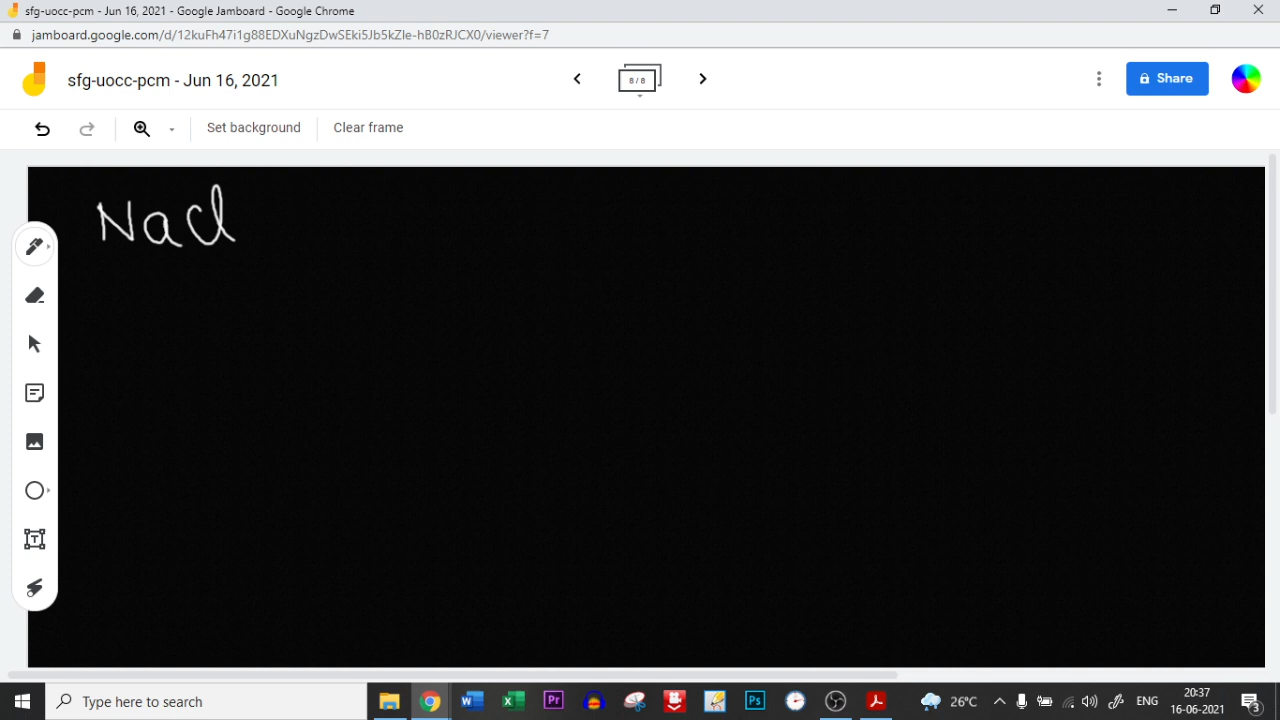 sfg-uocc-pcm - Jun 16, 2021 - Google Jamboard - Google Chrome
jamboard.google.com/d/12kuFh47i1g88EDXuNgzDwSEki5Jb5kZle-hB0zRJCX0/viewer?f=7
sfg-uocc-pcm - Jun 16, 2021
8 / 8
Share
Set background
Clear frame
NaCl
Type here to search
26°C
ENG
20:37
16-06-2021
3